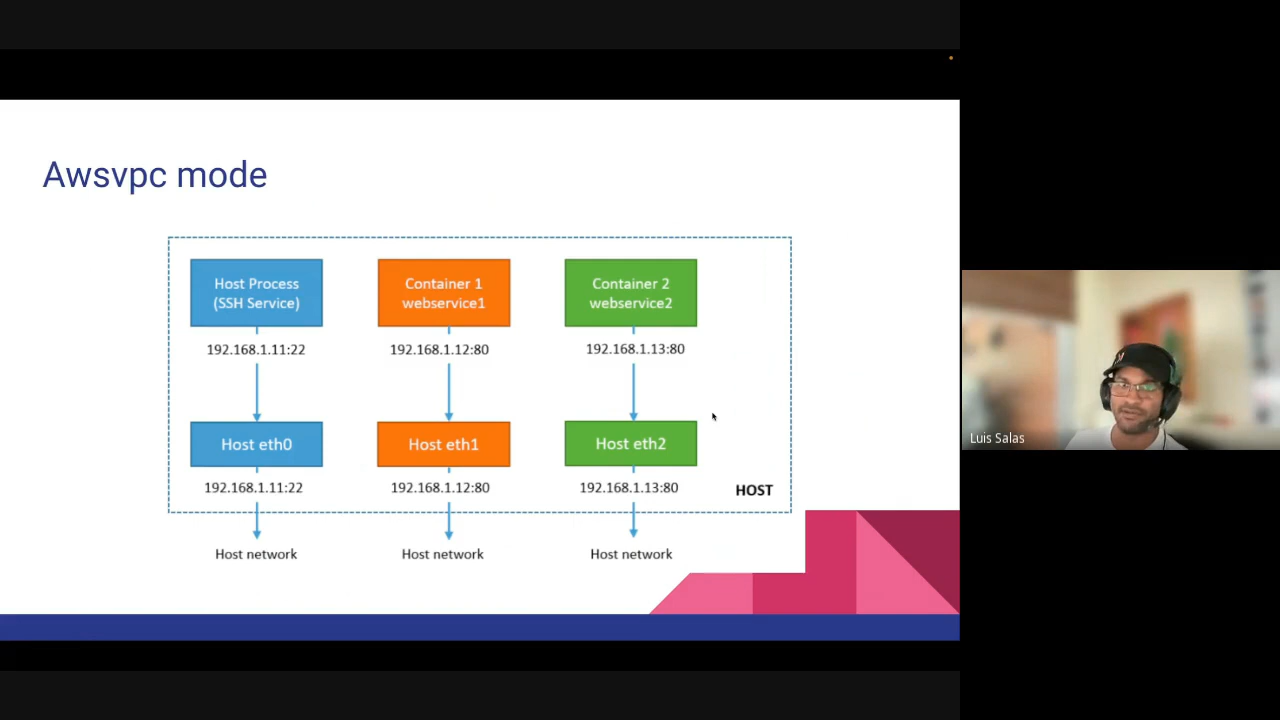 Awsvpc mode
Host Process
(SSH Service)
Container 1
webservice1
Container 2
webservice2
192.168.1.11:22
192.168.1.12:80
192.168.1.13:80
Host eth0
Host eth1
Host eth2
192.168.1.11:22
192.168.1.12:80
192.168.1.13:80
HOST
Host network
Host network
Host network
Luis Salas